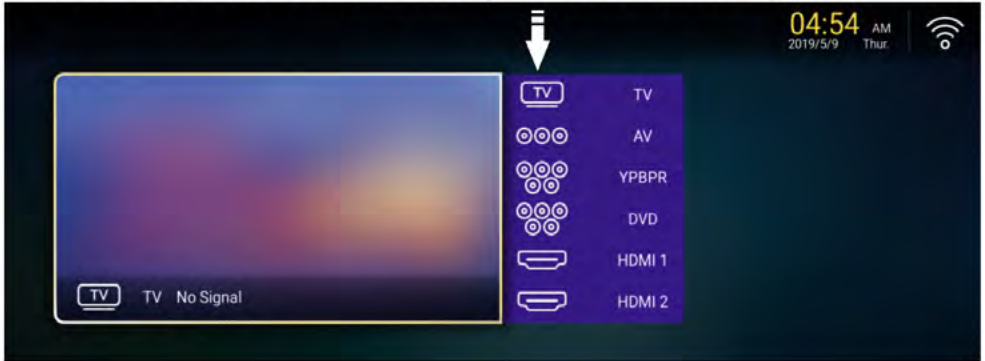 04:54 AM
2019/5/9 Thur.
TV TV
AV
YPBPR
DVD
HDMI 1
HDMI 2
TV TV No Signal